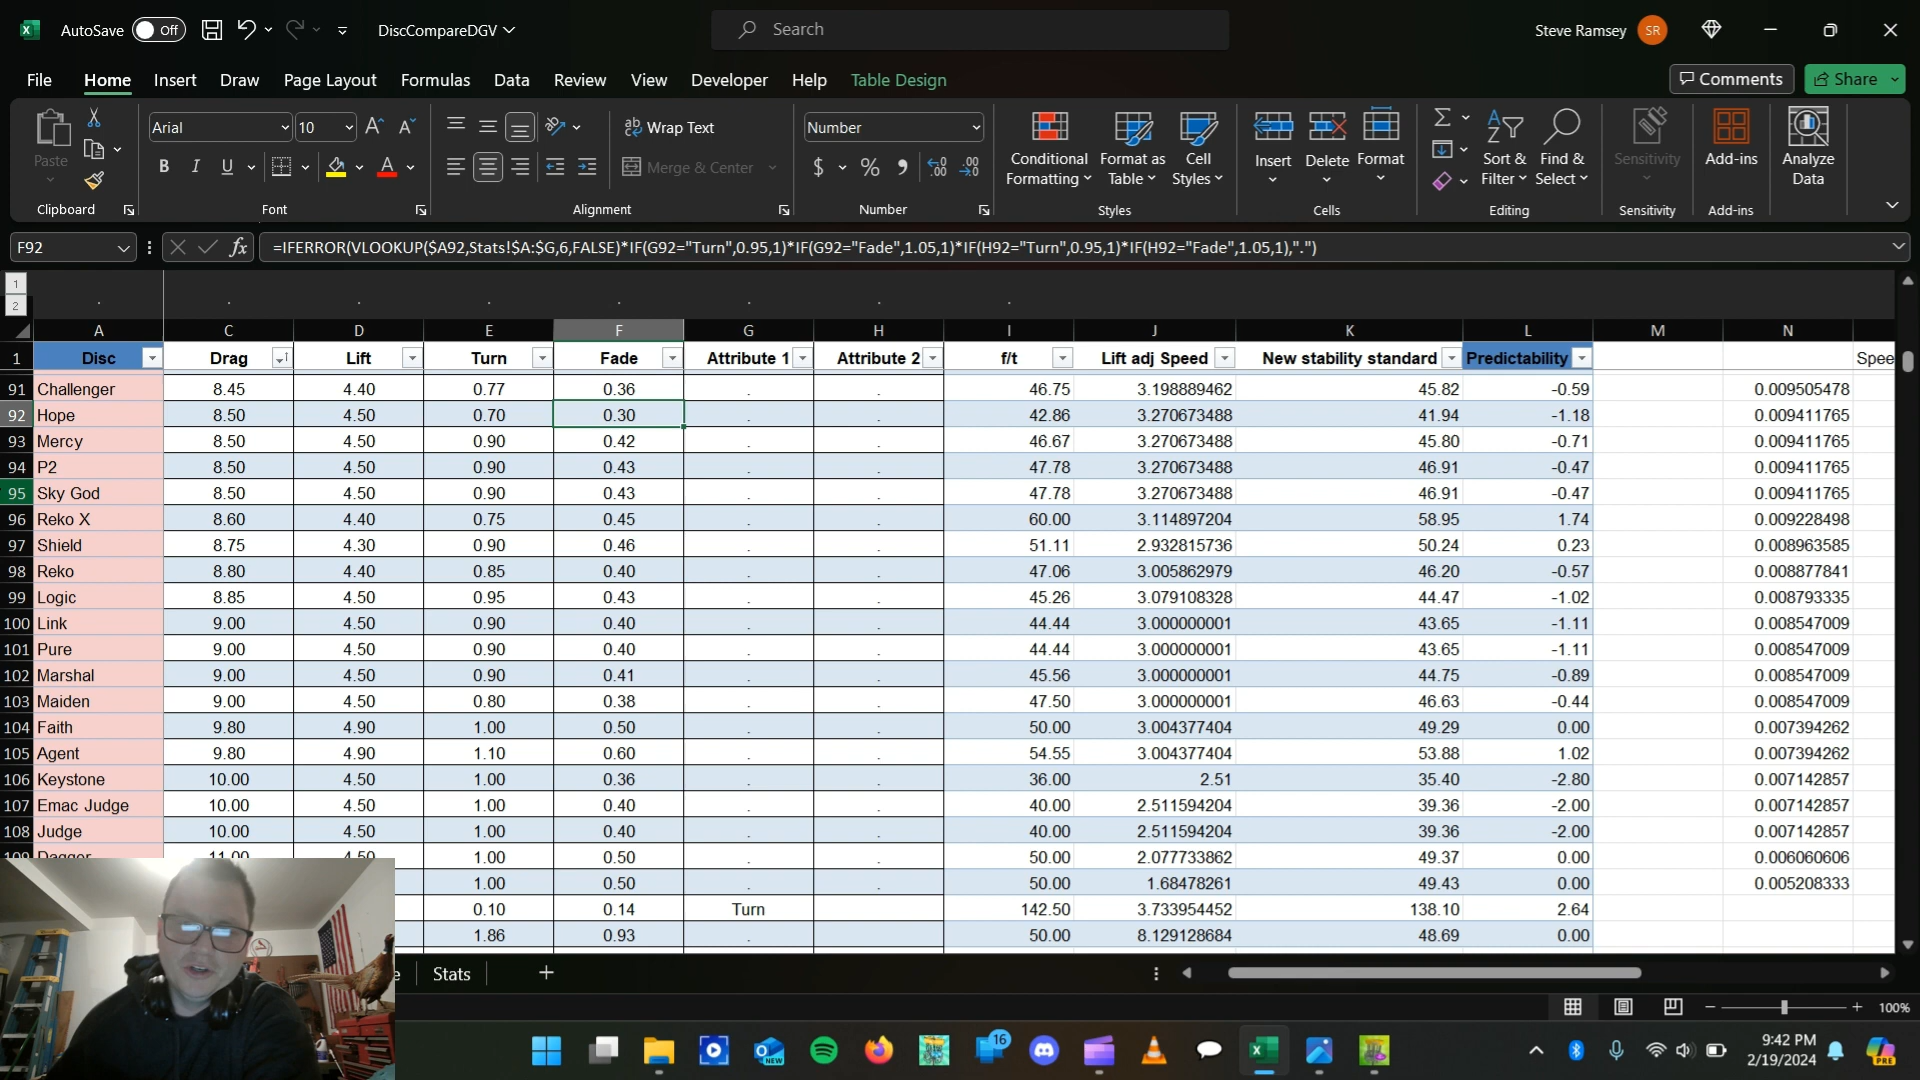 AutoSave Off DiscCompareDGV Search Steve Ramsey SR
File Home Insert Draw Page Layout Formulas Data Review View Developer Help Table Design Comments Share
Paste Arial 10 Wrap Text Number
B I U Merge & Center $ % , Conditional Formatting Format as Table Cell Styles Insert Delete Format Sort & Filter Find & Select Sensitivity Add-ins Analyze Data
Clipboard Font Alignment Number Styles Cells Editing Sensitivity Add-ins
F92 fx =IFERROR(VLOOKUP($A92,Stats!$A:$G,6,FALSE)*IF(G92="Turn",0.95,1)*IF(G92="Fade",1.05,1)*IF(H92="Turn",0.95,1)*IF(H92="Fade",1.05,1),".")
1
2 . . . . . . . .
A C D E F G H I J K L M N
1 Disc Drag Lift Turn Fade Attribute 1 Attribute 2 f/t Lift adj Speed New stability standard Predictability Spee
91 Challenger 8.45 4.40 0.77 0.36 . . 46.75 3.198889462 45.82 -0.59 0.009505478
92 Hope 8.50 4.50 0.70 0.30 . . 42.86 3.270673488 41.94 -1.18 0.009411765
93 Mercy 8.50 4.50 0.90 0.42 . . 46.67 3.270673488 45.80 -0.71 0.009411765
94 P2 8.50 4.50 0.90 0.43 . . 47.78 3.270673488 46.91 -0.47 0.009411765
95 Sky God 8.50 4.50 0.90 0.43 . . 47.78 3.270673488 46.91 -0.47 0.009411765
96 Reko X 8.60 4.40 0.75 0.45 . . 60.00 3.114897204 58.95 1.74 0.009228498
97 Shield 8.75 4.30 0.90 0.46 . . 51.11 2.932815736 50.24 0.23 0.008963585
98 Reko 8.80 4.40 0.85 0.40 . . 47.06 3.005862979 46.20 -0.57 0.008877841
99 Logic 8.85 4.50 0.95 0.43 . . 45.26 3.079108328 44.47 -1.02 0.008793335
100 Link 9.00 4.50 0.90 0.40 . . 44.44 3.000000001 43.65 -1.11 0.008547009
101 Pure 9.00 4.50 0.90 0.40 . . 44.44 3.000000001 43.65 -1.11 0.008547009
102 Marshal 9.00 4.50 0.90 0.41 . . 45.56 3.000000001 44.75 -0.89 0.008547009
103 Maiden 9.00 4.50 0.80 0.38 . . 47.50 3.000000001 46.63 -0.44 0.008547009
104 Faith 9.80 4.90 1.00 0.50 . . 50.00 3.004377404 49.29 0.00 0.007394262
105 Agent 9.80 4.90 1.10 0.60 . . 54.55 3.004377404 53.88 1.02 0.007394262
106 Keystone 10.00 4.50 1.00 0.36 . . 36.00 2.51 35.40 -2.80 0.007142857
107 Emac Judge 10.00 4.50 1.00 0.40 . . 40.00 2.511594204 39.36 -2.00 0.007142857
108 Judge 10.00 4.50 1.00 0.40 . . 40.00 2.511594204 39.36 -2.00 0.007142857
109 Dagger 11.00 4.50 1.00 0.50 . . 50.00 2.077733862 49.37 0.00 0.006060606
1.00 0.50 . . 50.00 1.68478261 49.43 0.00 0.005208333
0.10 0.14 Turn 142.50 3.733954452 138.10 2.64
1.86 0.93 . 50.00 8.129128684 48.69 0.00
e Stats +
100%
16 9:42 PM
2/19/2024 PRE